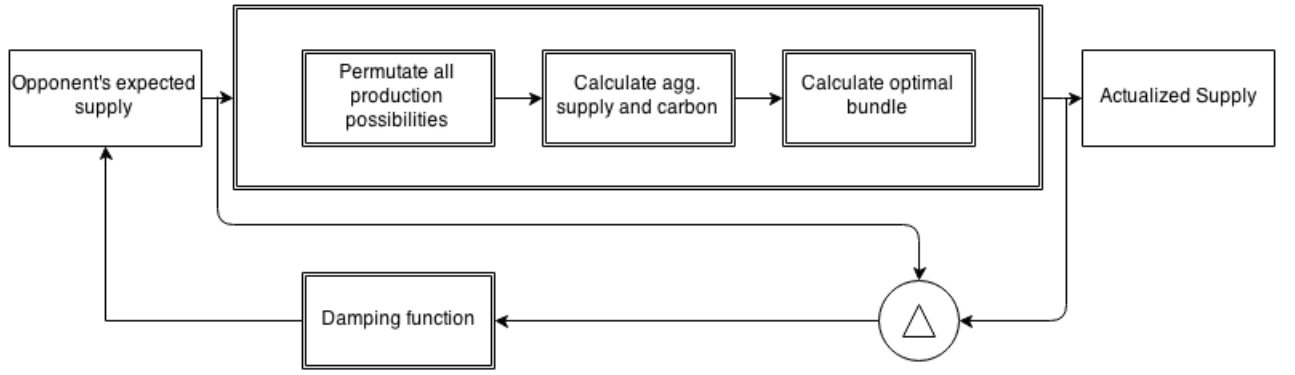 Opponent's expected
supply
Permutate all
production
possibilities
Calculate agg.
supply and carbon
Calculate optimal
bundle
Actualized Supply
Damping function